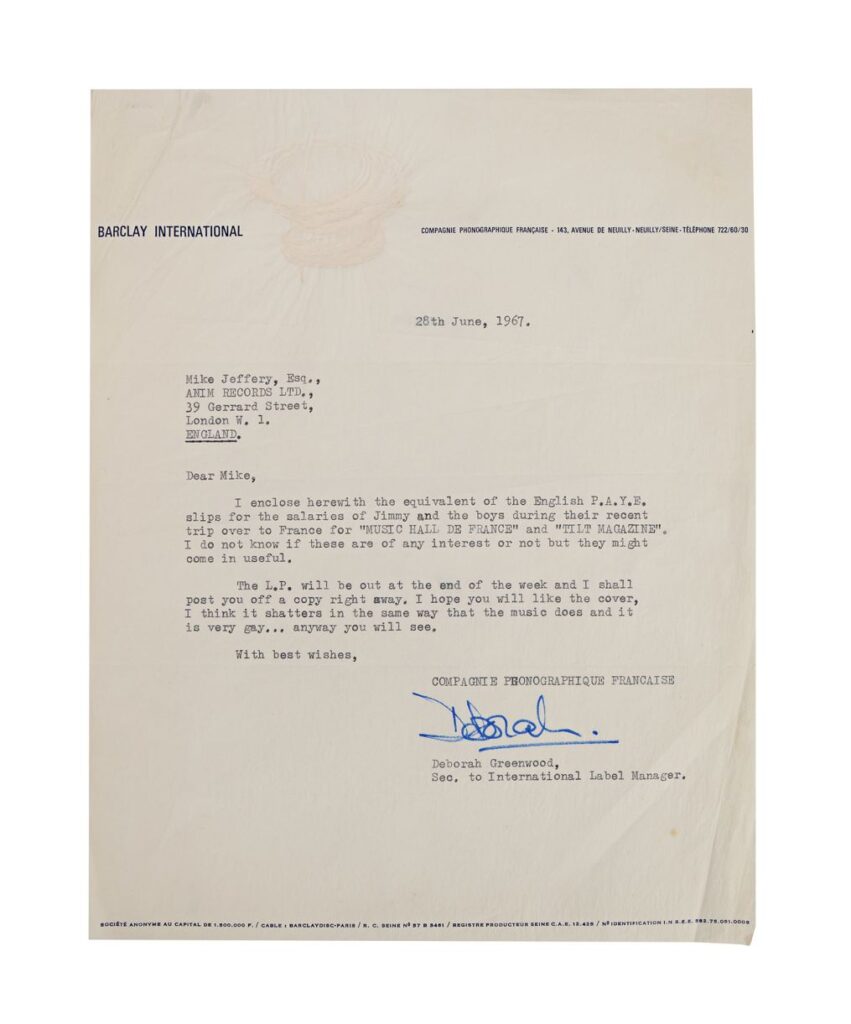 BARCLAY INTERNATIONAL
COMPAGNIE PHONOGRAPHIQUE FRANÇAISE - 143, AVENUE DE NEUILLY - NEUILLY/SEINE - TÉLÉPHONE 722/60/30
28th June, 1967.
Mike Jeffery, Esq.,
ANIM RECORDS LTD.,
39 Gerrard Street,
London W. 1.
ENGLAND.
Dear Mike,
I enclose herewith the equivalent of the English P.A.Y.E.
slips for the salaries of Jimmy and the boys during their recent
trip over to France for "MUSIC HALL DE FRANCE" and "TILT MAGAZINE".
I do not know if these are of any interest or not but they might
come in useful.
The L.P. will be out at the end of the week and I shall
post you off a copy right away. I hope you will like the cover,
I think it shatters in the same way that the music does and it
is very gay... anyway you will see.
With best wishes,
COMPAGNIE PHONOGRAPHIQUE FRANCAISE
Deborah.
Deborah Greenwood,
Sec. to International Label Manager.
SOCIÉTÉ ANONYME AU CAPITAL DE 1.500.000 F. / CABLE : BARCLAYDISC-PARIS / R. C. SEINE Nº 57 B 5461 / REGISTRE PRODUCTEUR SEINE C.A.E. 12.429 / Nº IDENTIFICATION I.N.S.E.E.